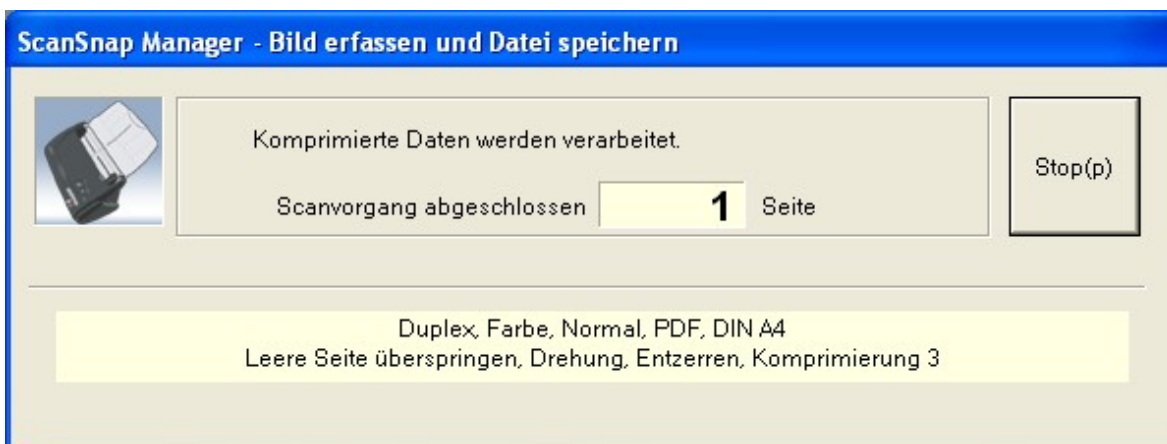 ScanSnap Manager - Bild erfassen und Datei speichern
Komprimierte Daten werden verarbeitet.
Scanvorgang abgeschlossen 1 Seite
Stop(p)
Duplex, Farbe, Normal, PDF, DIN A4
Leere Seite überspringen, Drehung, Entzerren, Komprimierung 3